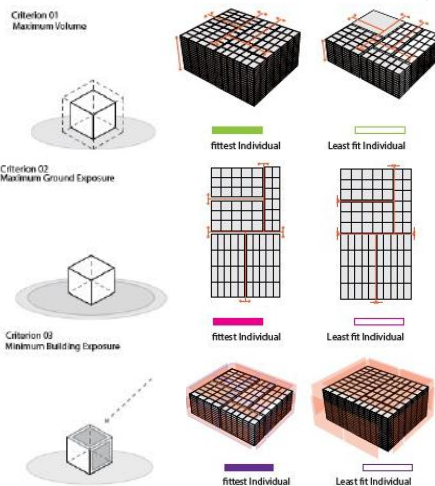 Criterion 01
Maximum Volume
fittest Individual
Least fit Individual
Criterion 02
Maximum Ground Exposure
fittest Individual
Least fit Individual
Criterion 03
Minimum Building Exposure
fittest Individual
Least fit Individual